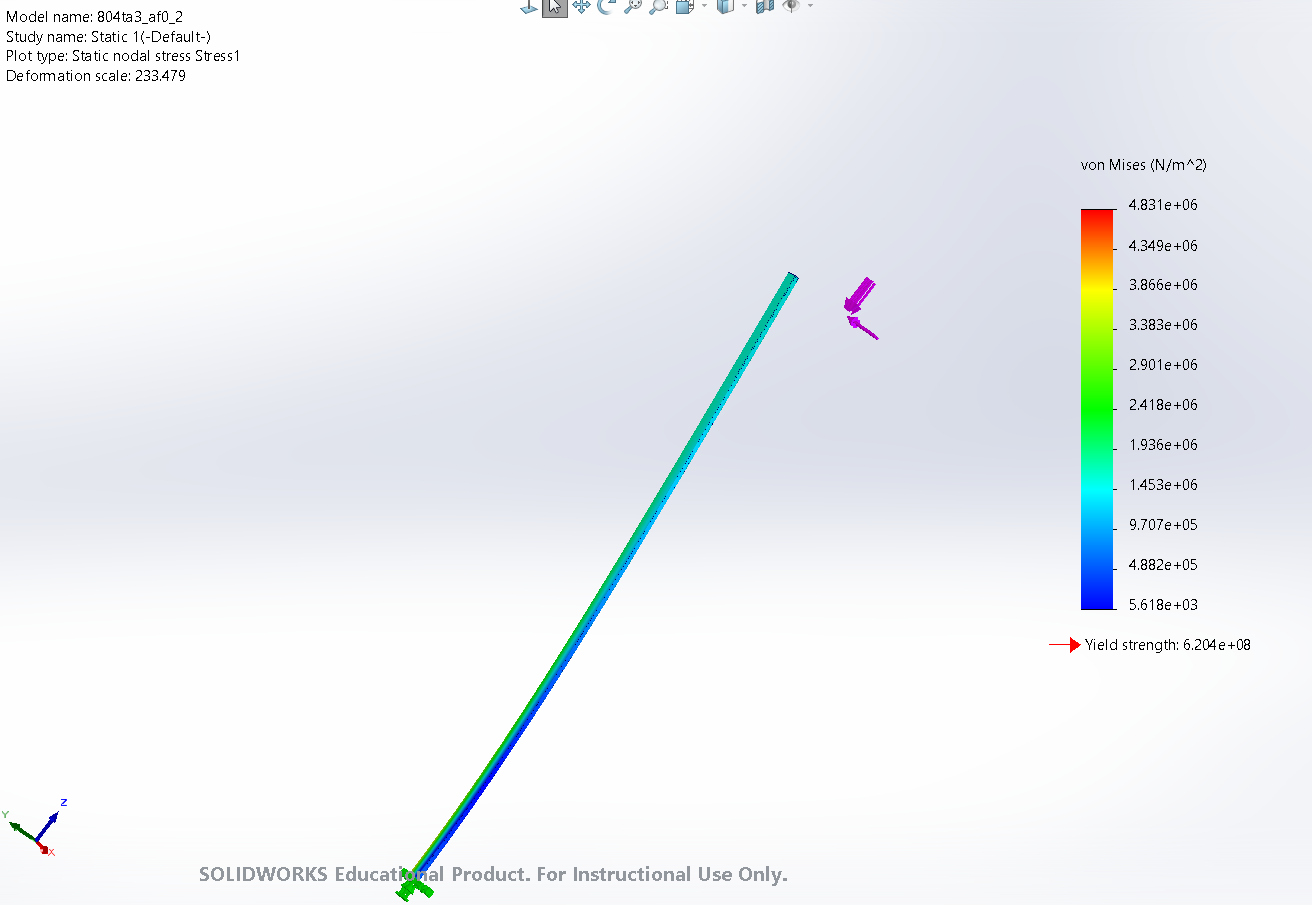 Model name: 804ta3_af0_2
Study name: Static 1(-Default-)
Plot type: Static nodal stress Stress1
Deformation scale: 233.479
von Mises (N/m^2)
4.831e+06
4.349e+06
3.866e+06
3.383e+06
2.901e+06
2.418e+06
1.936e+06
1.453e+06
9.707e+05
4.882e+05
5.618e+03
Yield strength: 6.204e+08
Z
Y
X
SOLIDWORKS Educational Product. For Instructional Use Only.